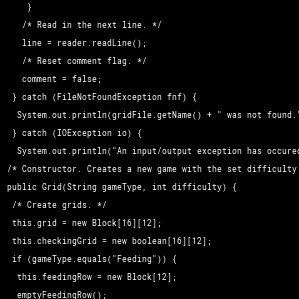 }
/* Read in the next line. */
line = reader.readLine();
/* Reset comment flag. */
comment = false;
} catch (FileNotFoundException fnf) {
System.out.println(gridFile.getName() + " was not found."
} catch (IOException io) {
System.out.println("An input/output exception has occured
/* Constructor. Creates a new game with the set difficulty
public Grid(String gameType, int difficulty) {
/* Create grids. */
this.grid = new Block[16][12];
this.checkingGrid = new boolean[16][12];
if (gameType.equals("Feeding")) {
this.feedingRow = new Block[12];
emptyFeedingRow();